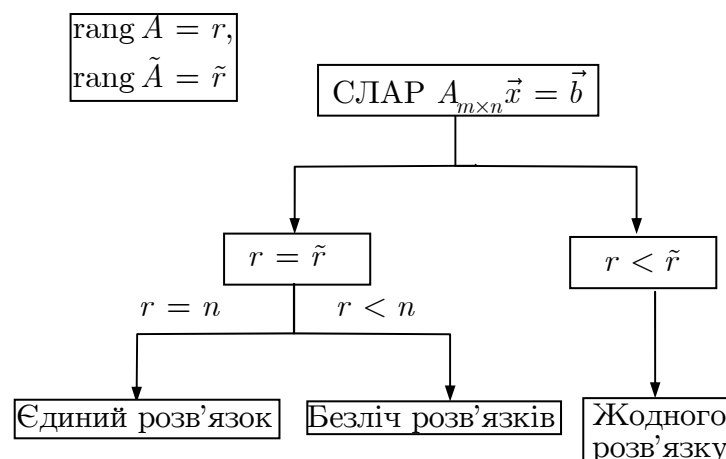 rang A = r,
rang Ã = r̃
СЛАР A_{m×n} x⃗ = b⃗
r = r̃
r < r̃
r = n
r < n
Єдиний розв'язок
Безліч розв'язків
Жодного
розв'язку